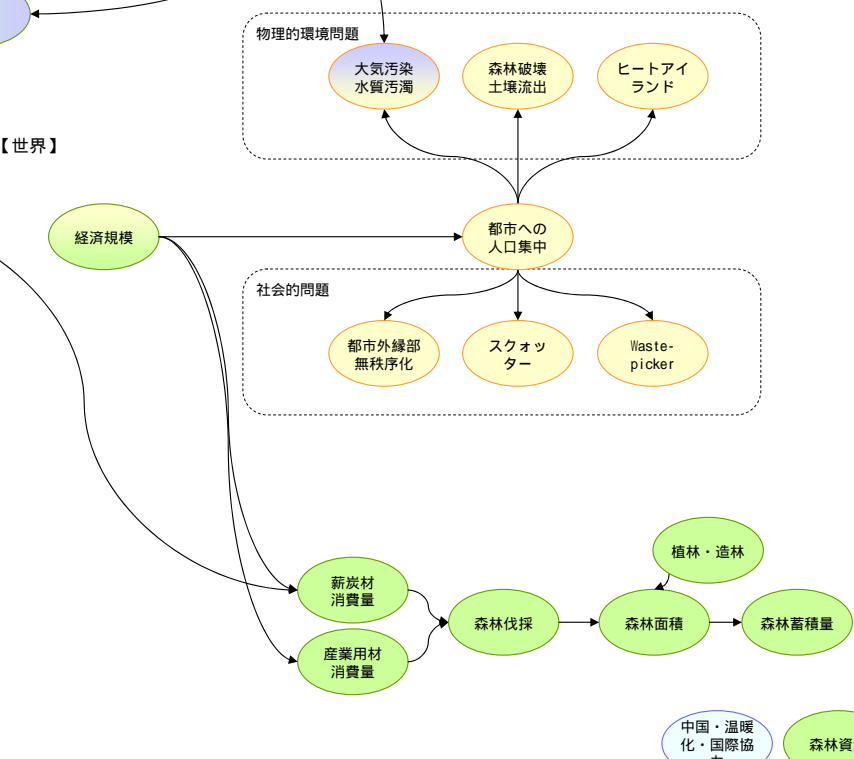 物理的環境問題
大気汚染
水質汚濁
森林破壊
土壌流出
ヒートアイ
ランド
【世界】
経済規模
都市への
人口集中
社会的問題
都市外縁部
無秩序化
スクォッ
ター
Waste-
picker
植林・造林
薪炭材
消費量
森林伐採
森林面積
森林蓄積量
産業用材
消費量
中国・温暖
化・国際協
森林資